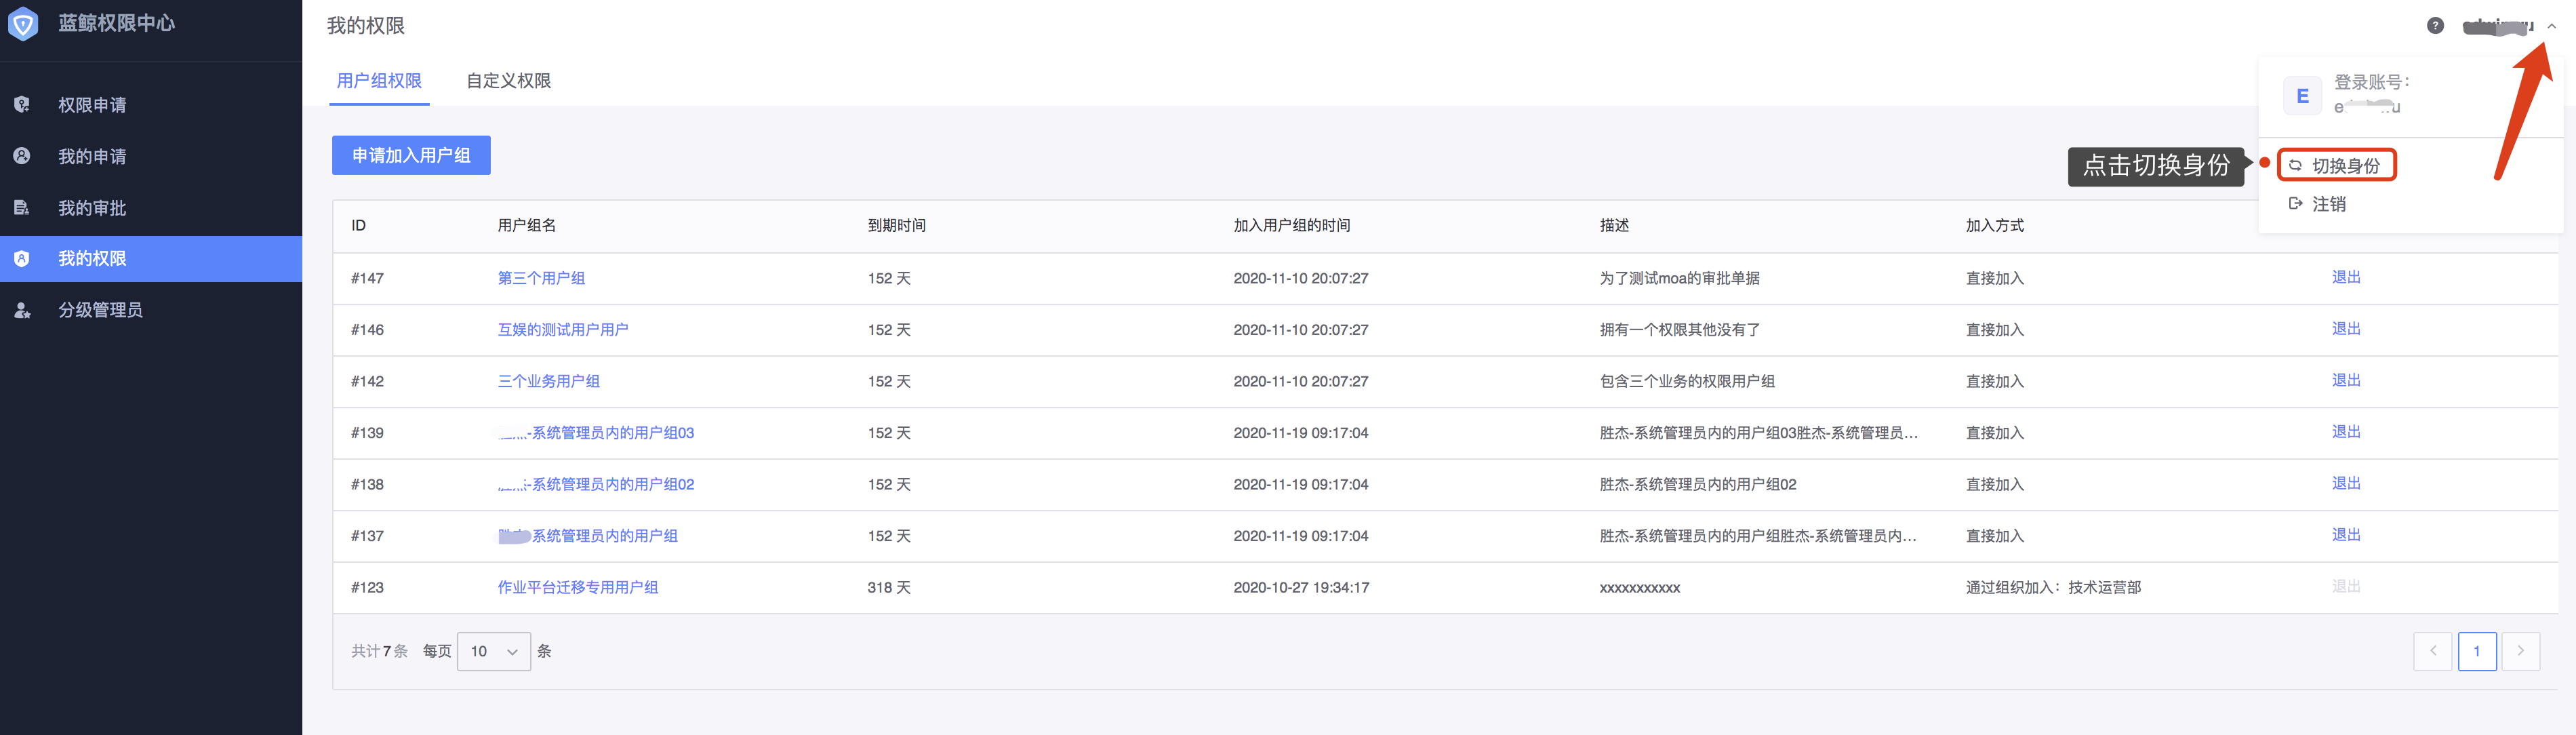 蓝鲸权限中心
我的权限
权限申请
我的申请
我的审批
我的权限
分级管理员
用户组权限 自定义权限
登录账号:
E
申请加入用户组
点击切换身份
切换身份
注销
ID 用户组名 到期时间 加入用户组的时间 描述 加入方式
#147 第三个用户组 152 天 2020-11-10 20:07:27 为了测试moa的审批单据 直接加入 退出
#146 互娱的测试用户用户 152 天 2020-11-10 20:07:27 拥有一个权限其他没有了 直接加入 退出
#142 三个业务用户组 152 天 2020-11-10 20:07:27 包含三个业务的权限用户组 直接加入 退出
#139 -系统管理员内的用户组03 152 天 2020-11-19 09:17:04 胜杰-系统管理员内的用户组03胜杰-系统管理员... 直接加入 退出
#138 -系统管理员内的用户组02 152 天 2020-11-19 09:17:04 胜杰-系统管理员内的用户组02 直接加入 退出
#137 系统管理员内的用户组 152 天 2020-11-19 09:17:04 胜杰-系统管理员内的用户组胜杰-系统管理员内... 直接加入 退出
#123 作业平台迁移专用用户组 318 天 2020-10-27 19:34:17 xxxxxxxxxxx 通过组织加入：技术运营部 退出
共计7条 每页 10 条 1